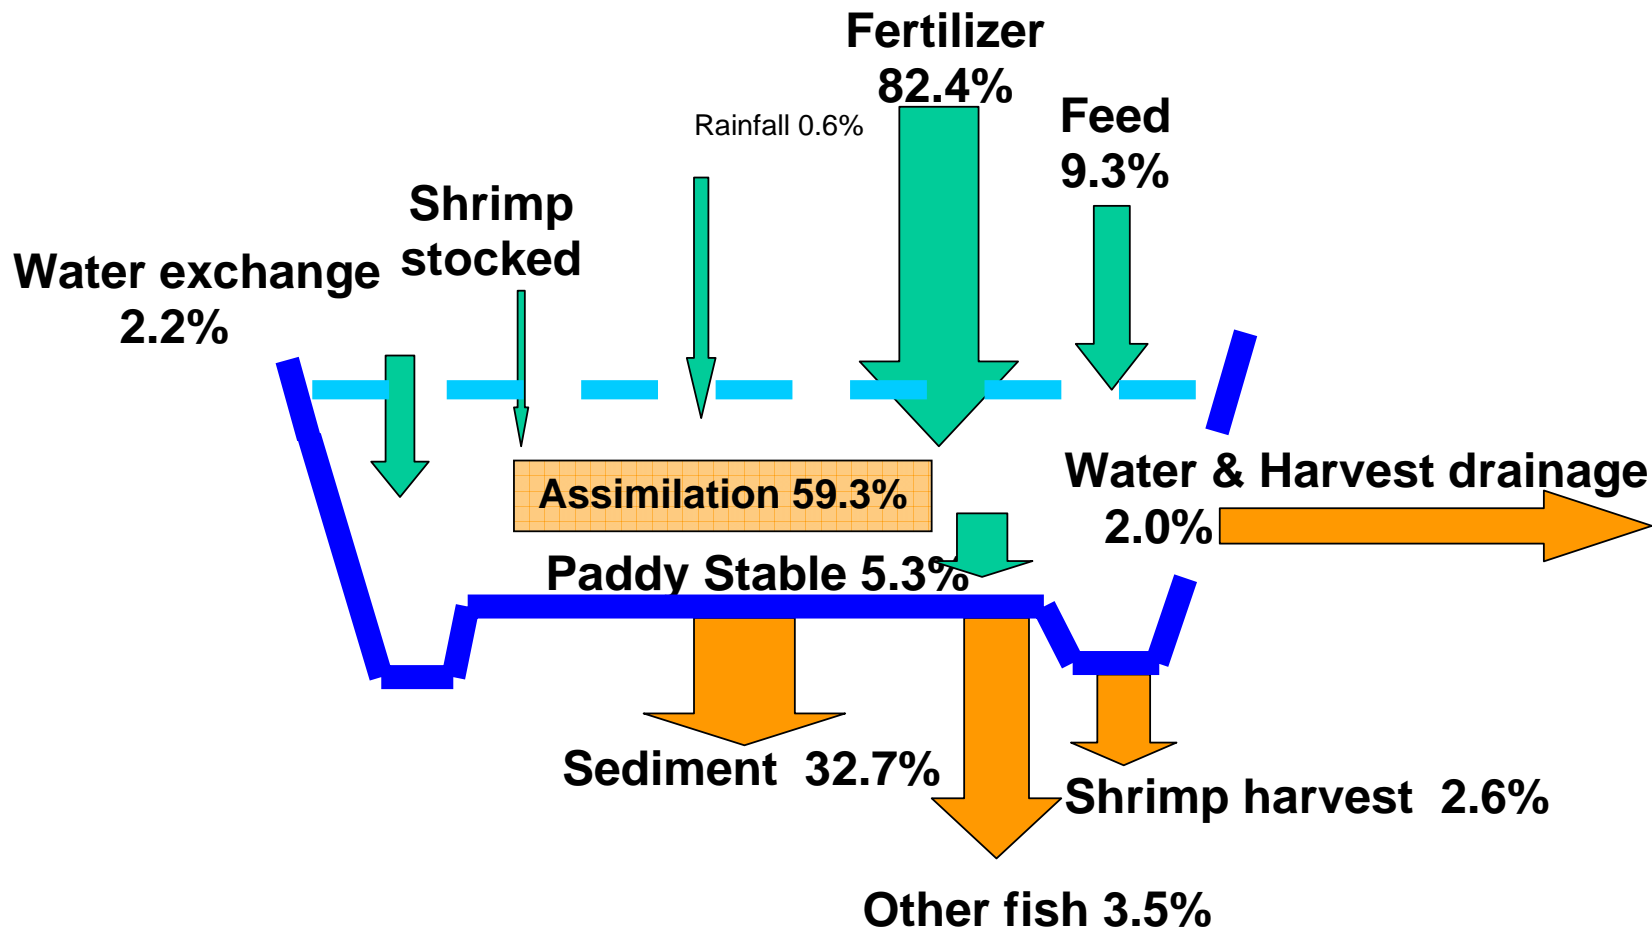 Fertilizer
82.4%
Rainfall 0.6%
Feed
9.3%
Shrimp
stocked
Water exchange
2.2%
Assimilation 59.3%
Water & Harvest drainage
2.0%
Paddy Stable 5.3%
Sediment 32.7%
Shrimp harvest 2.6%
Other fish 3.5%